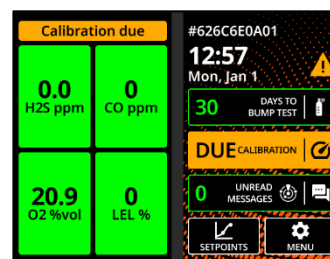 Calibration due
0.0
H2S ppm
0
CO ppm
20.9
O2 %vol
0
LEL %
#626C6E0A01
12:57
Mon, Jan 1
30
DAYS TO
BUMP TEST
DUE
CALIBRATION
0
UNREAD
MESSAGES
SETPOINTS
MENU